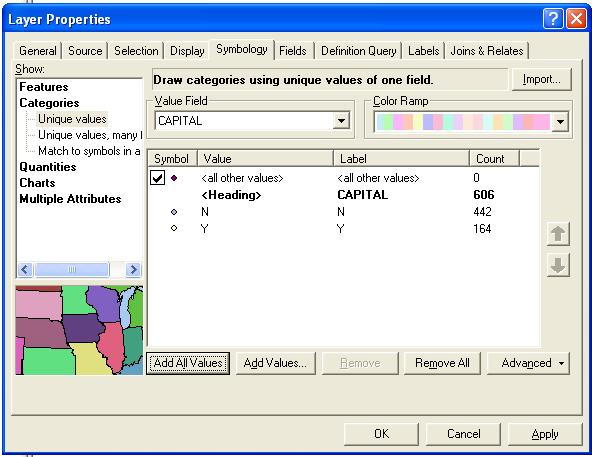 Layer Properties
General Source Selection Display Symbology Fields Definition Query Labels Joins & Relates
Show:
Features
Categories
Unique values
Unique values, many
Match to symbols in a
Quantities
Charts
Multiple Attributes
Draw categories using unique values of one field.
Import...
Value Field
CAPITAL
Color Ramp
Symbol Value Label Count
<all other values> <all other values> 0
<Heading> CAPITAL 606
N N 442
Y Y 164
Add All Values Add Values... Remove Remove All Advanced
OK Cancel Apply